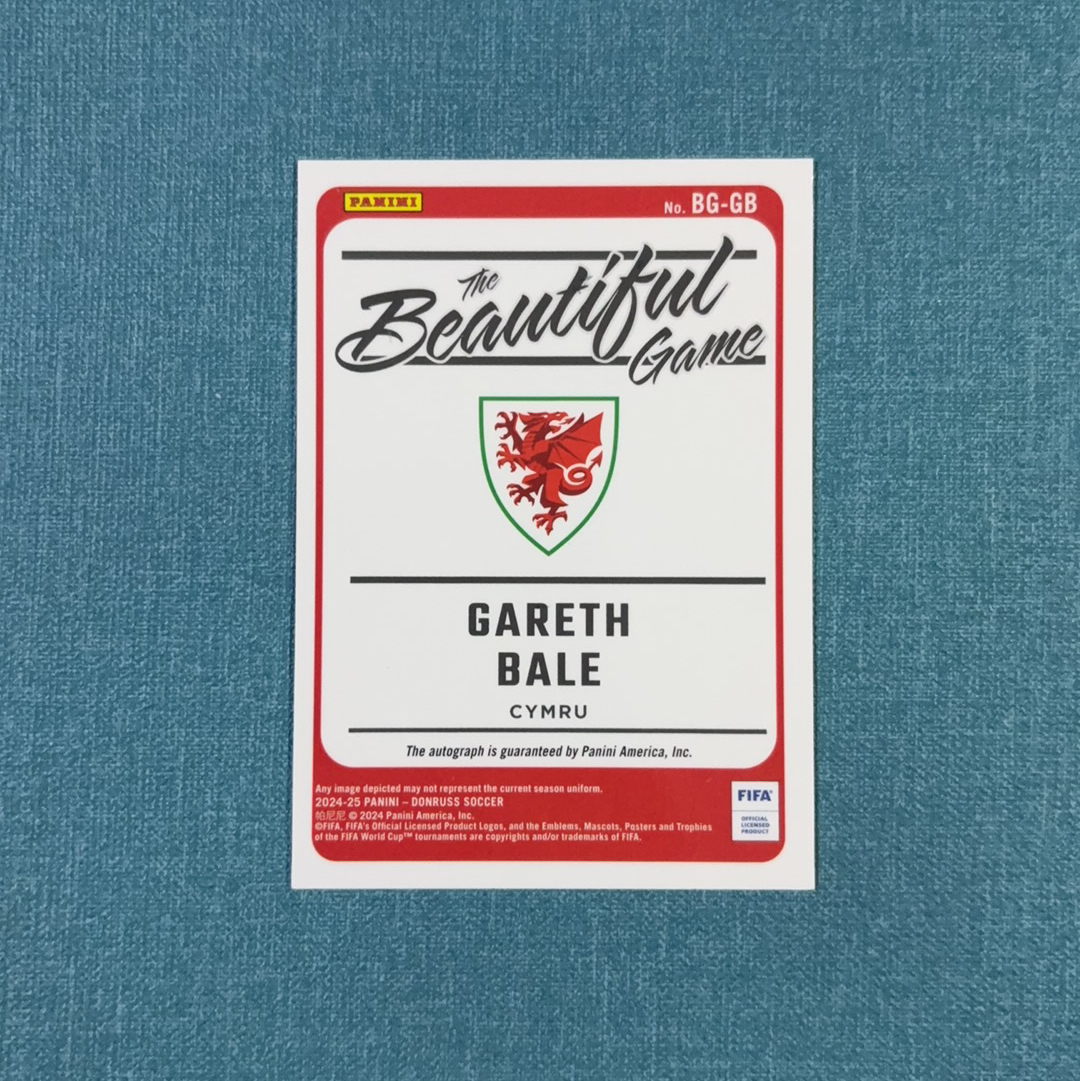 PANINI
No. BG-GB
The
Beautiful
Game
GARETH
BALE
CYMRU
The autograph is guaranteed by Panini America, Inc.
Any image depicted may not represent the current season uniform.
2024-25 PANINI – DONRUSS SOCCER
帕尼尼 © 2024 Panini America, Inc.
©FIFA, FIFA's Official Licensed Product Logos, and the Emblems, Mascots, Posters and Trophies
of the FIFA World Cup™ tournaments are copyrights and/or trademarks of FIFA.
FIFA®
OFFICIAL
LICENSED
PRODUCT